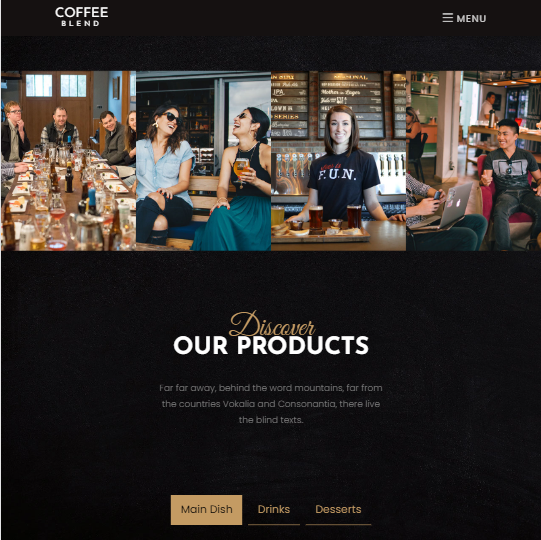 COFFEE
BLEND
MENU
F.U.N.
Discover
OUR PRODUCTS
Far far away, behind the word mountains, far from
the countries Vokalia and Consonantia, there live
the blind texts.
Main Dish
Drinks
Desserts